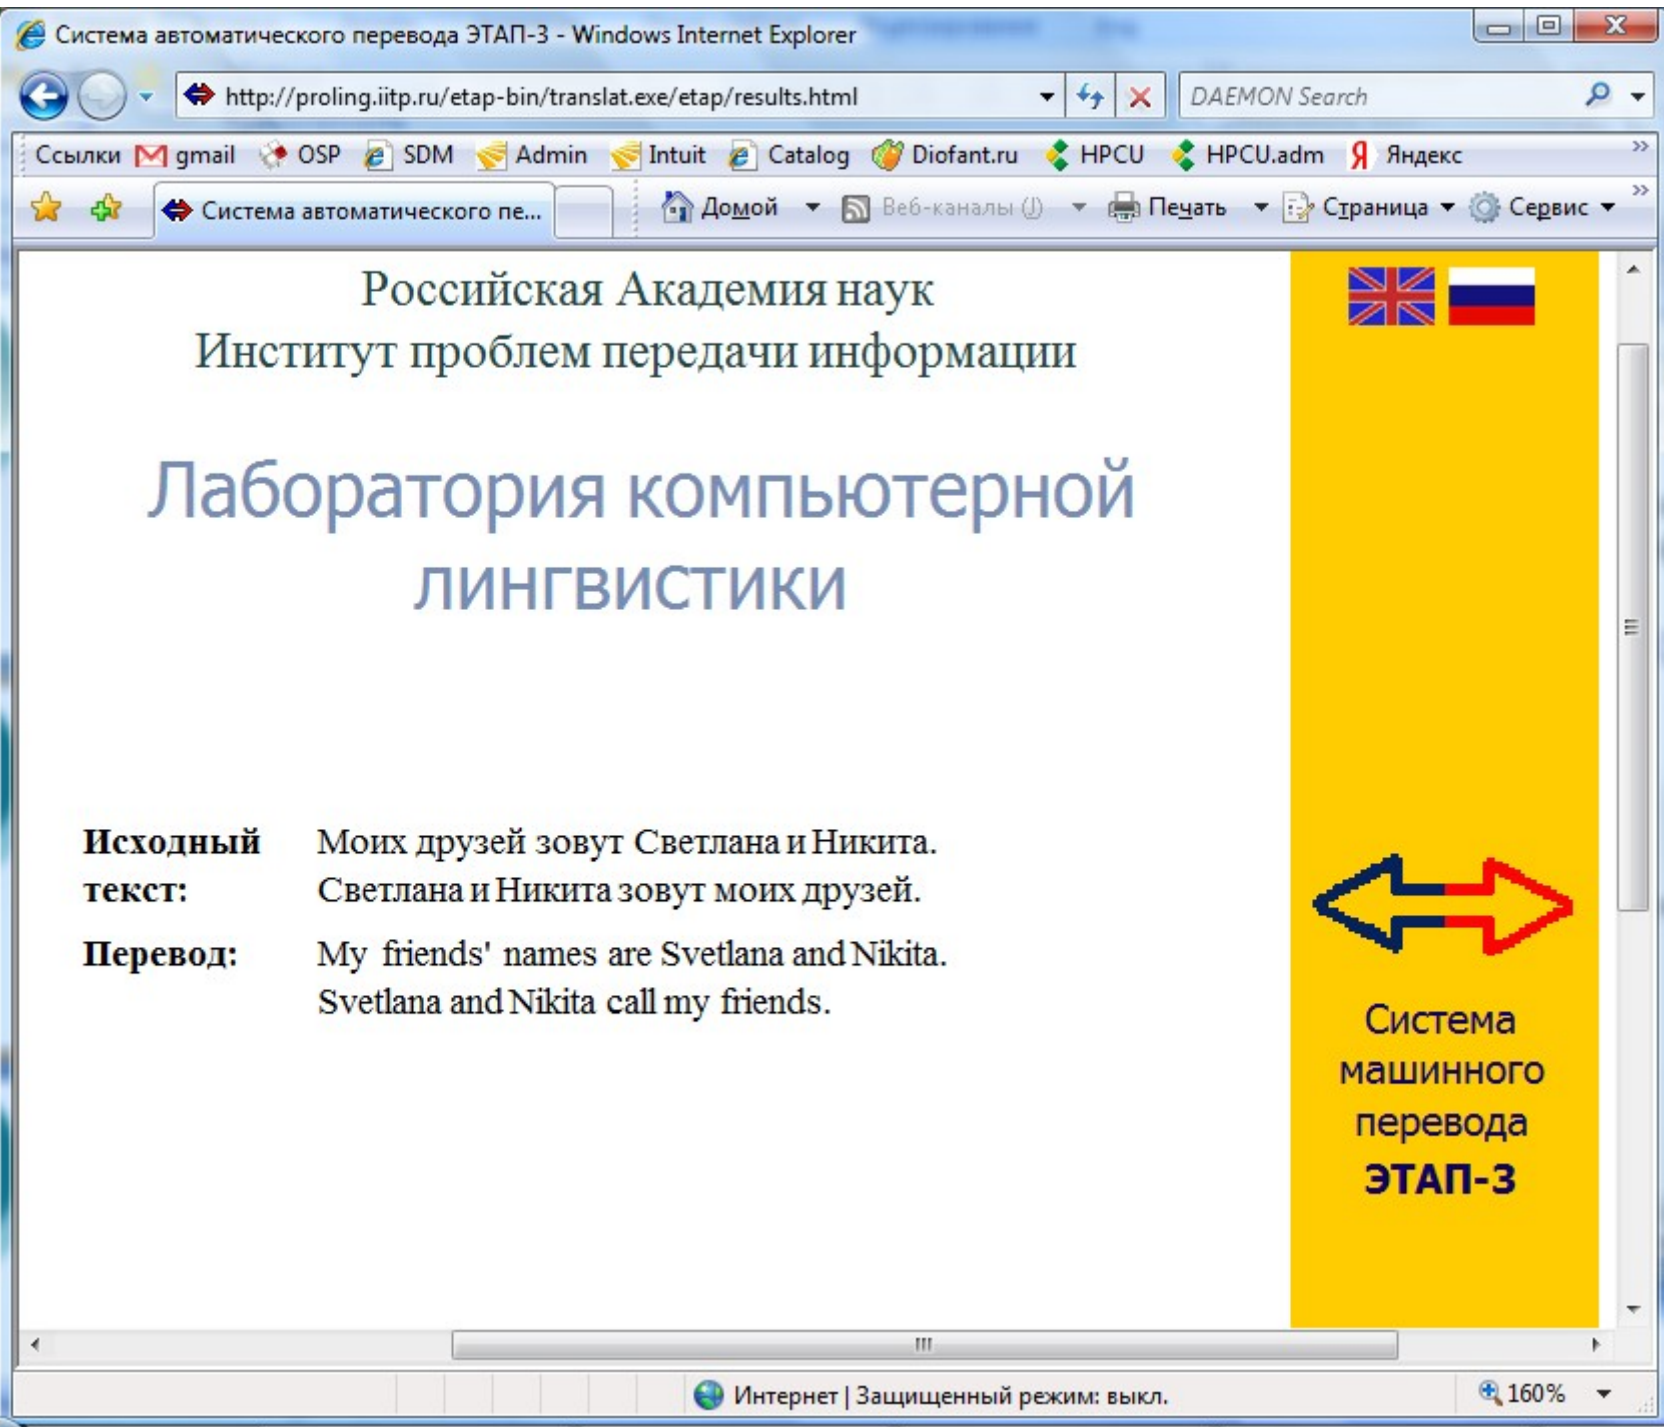 Система автоматического перевода ЭТАП-3 - Windows Internet Explorer
http://proling.iitp.ru/etap-bin/translat.exe/etap/results.html
DAEMON Search
Ссылки gmail OSP SDM Admin Intuit Catalog Diofant.ru HPCU HPCU.adm Яндекс
Система автоматического пе... Домой Веб-каналы (J) Печать Страница Сервис
Российская Академия наук
Институт проблем передачи информации
Лаборатория компьютерной
лингвистики
Исходный текст:
Моих друзей зовут Светлана и Никита.
Светлана и Никита зовут моих друзей.
Перевод:
My friends' names are Svetlana and Nikita.
Svetlana and Nikita call my friends.
Система
машинного
перевода
ЭТАП-3
Интернет | Защищенный режим: выкл.
160%